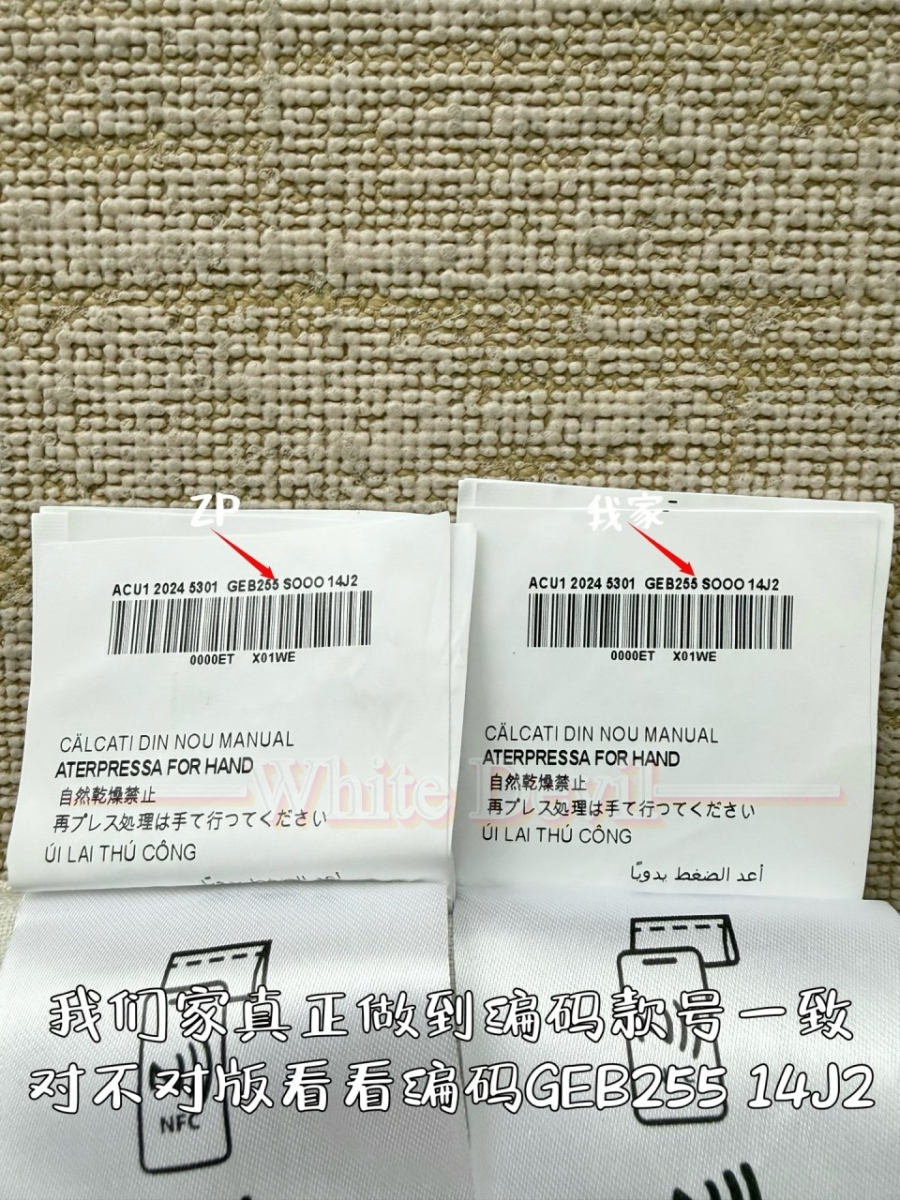 ZP
我家
ACU1 2024 5301 GEB255 SOOO 14J2
0000ET X01WE
CÄLCATI DIN NOU MANUAL
ATERPRESSA FOR HAND
自然乾燥禁止
再プレス処理は手て行つてください
ÚI LAI THÚ CÔNG
أعد الضغط يدويًا
ACU1 2024 5301 GEB255 SOOO 14J2
0000ET X01WE
CÄLCATI DIN NOU MANUAL
ATERPRESSA FOR HAND
自然乾燥禁止
再プレス処理は手て行つてください
ÚI LAI THÚ CÔNG
أعد الضغط يدويًا
White Devil
我们家真正做到编码款号一致
对不对版看看编码GEB255 14J2
NFC